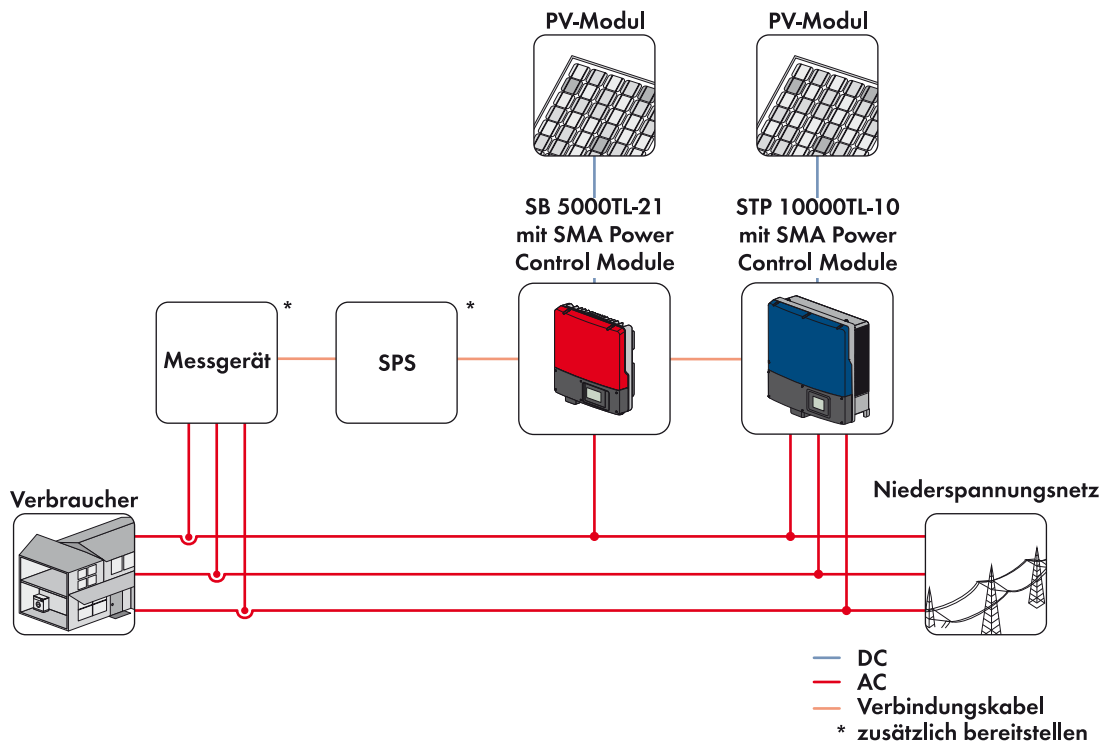 PV-Modul
PV-Modul
SB 5000TL-21
mit SMA Power
Control Module
STP 10000TL-10
mit SMA Power
Control Module
*
*
Messgerät
SPS
Verbraucher
Niederspannungsnetz
DC
AC
Verbindungskabel
* zusätzlich bereitstellen